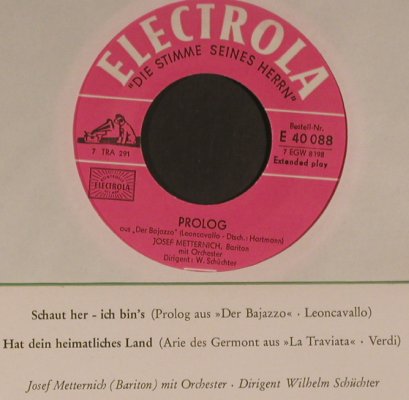 ELECTROLA
"DIE STIMME SEINES HERRN"
7 TRA 291
Bestell-Nr.
E 40 088
7 EGW 8198
Extended play
ELECTROLA
PROLOG
aus „Der Bajazzo" (Leoncavallo - Dtsch.: Hartmann)
JOSEF METTERNICH, Bariton
mit Orchester
Dirigent: W. Schüchter
Schaut her - ich bin's (Prolog aus »Der Bajazzo« · Leoncavallo)
Hat dein heimatliches Land (Arie des Germont aus »La Traviata« · Verdi)
Josef Metternich (Bariton) mit Orchester · Dirigent Wilhelm Schüchter